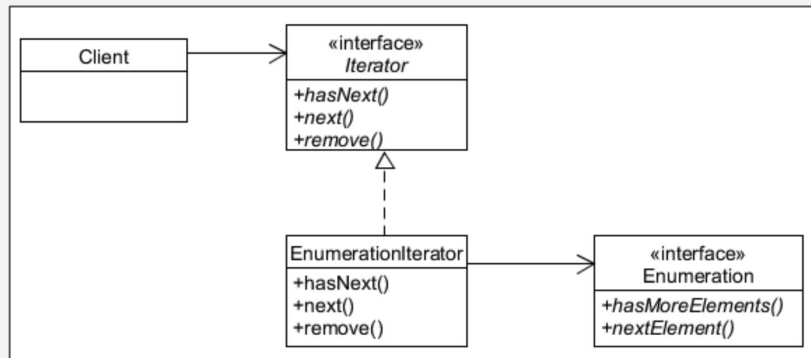 Client
«interface»
Iterator
+hasNext()
+next()
+remove()
EnumerationIterator
+hasNext()
+next()
+remove()
«interface»
Enumeration
+hasMoreElements()
+nextElement()